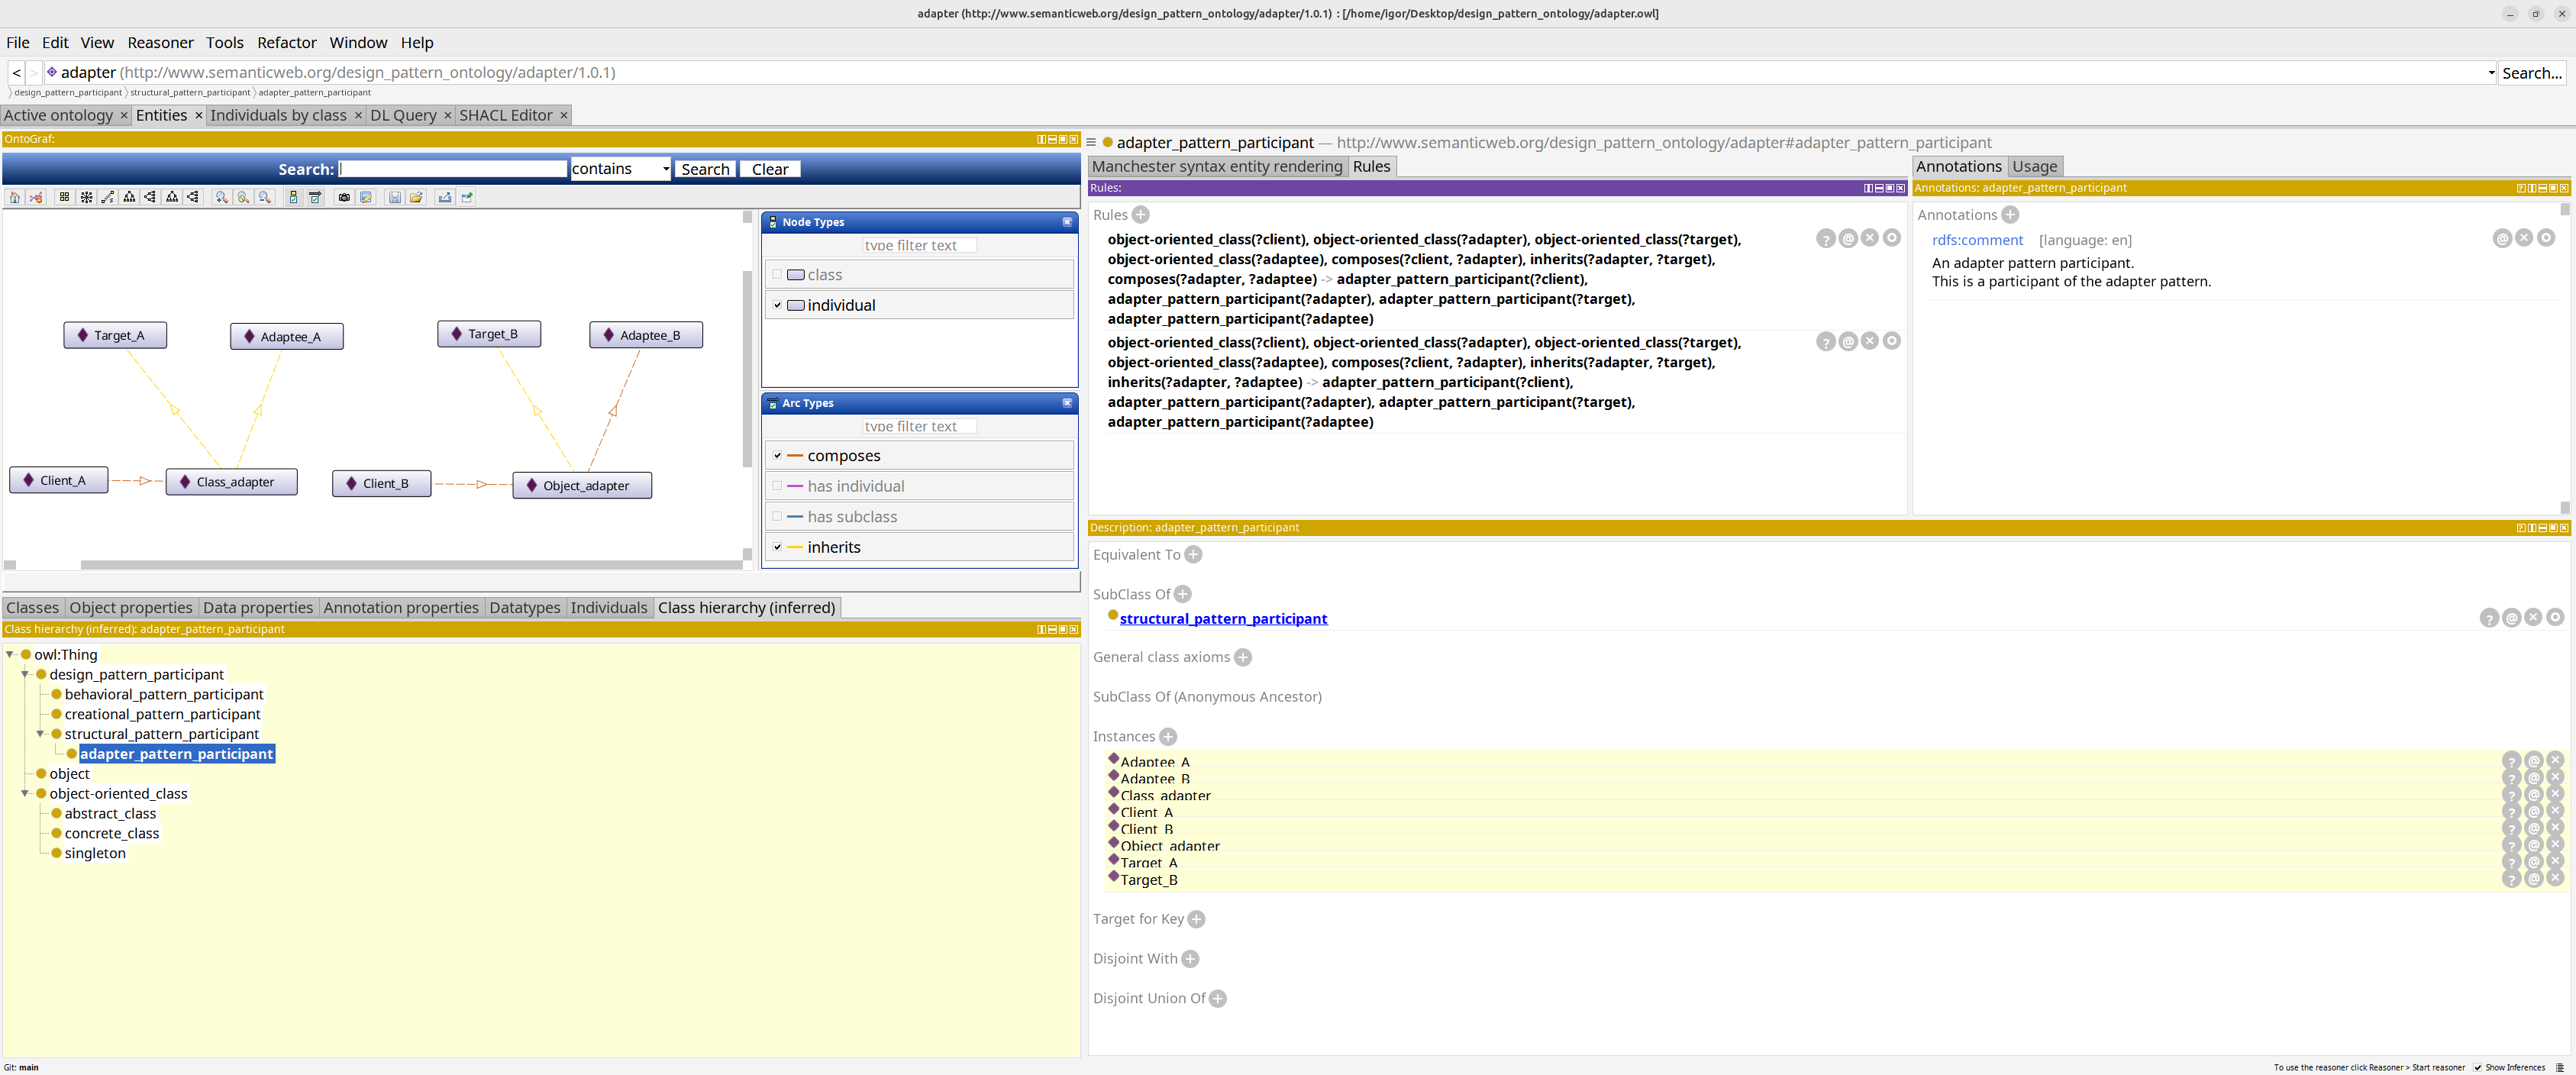 adapter (http://www.semanticweb.org/design_pattern_ontology/adapter/1.0.1) : [/home/igor/Desktop/design_pattern_ontology/adapter.owl]
File Edit View Reasoner Tools Refactor Window Help
< > adapter (http://www.semanticweb.org/design_pattern_ontology/adapter/1.0.1) Search...
design_pattern_participant structural_pattern_participant adapter_pattern_participant
Active ontology Entities Individuals by class DL Query SHACL Editor
OntoGraf:
Search: contains Search Clear
Node Types
type filter text
class
individual
Target_A Adaptee_A Target_B Adaptee_B
Client_A Class_adapter Client_B Object_adapter
Arc Types
type filter text
composes
has individual
has subclass
inherits
Classes Object properties Data properties Annotation properties Datatypes Individuals Class hierarchy (inferred)
Class hierarchy (inferred): adapter_pattern_participant
owl:Thing
design_pattern_participant
behavioral_pattern_participant
creational_pattern_participant
structural_pattern_participant
adapter_pattern_participant
object
object-oriented_class
abstract_class
concrete_class
singleton
adapter_pattern_participant — http://www.semanticweb.org/design_pattern_ontology/adapter#adapter_pattern_participant
Manchester syntax entity rendering Rules
Rules:
Rules
object-oriented_class(?client), object-oriented_class(?adapter), object-oriented_class(?target),
object-oriented_class(?adaptee), composes(?client, ?adapter), inherits(?adapter, ?target),
composes(?adapter, ?adaptee) -> adapter_pattern_participant(?client),
adapter_pattern_participant(?adapter), adapter_pattern_participant(?target),
adapter_pattern_participant(?adaptee)
object-oriented_class(?client), object-oriented_class(?adapter), object-oriented_class(?target),
object-oriented_class(?adaptee), composes(?client, ?adapter), inherits(?adapter, ?target),
inherits(?adapter, ?adaptee) -> adapter_pattern_participant(?client),
adapter_pattern_participant(?adapter), adapter_pattern_participant(?target),
adapter_pattern_participant(?adaptee)
Annotations Usage
Annotations: adapter_pattern_participant
Annotations
rdfs:comment [language: en]
An adapter pattern participant.
This is a participant of the adapter pattern.
Description: adapter_pattern_participant
Equivalent To
SubClass Of
structural_pattern_participant
General class axioms
SubClass Of (Anonymous Ancestor)
Instances
Adaptee_A
Adaptee_B
Class_adapter
Client_A
Client_B
Object_adapter
Target_A
Target_B
Target for Key
Disjoint With
Disjoint Union Of
Git: main
To use the reasoner click Reasoner > Start reasoner Show Inferences